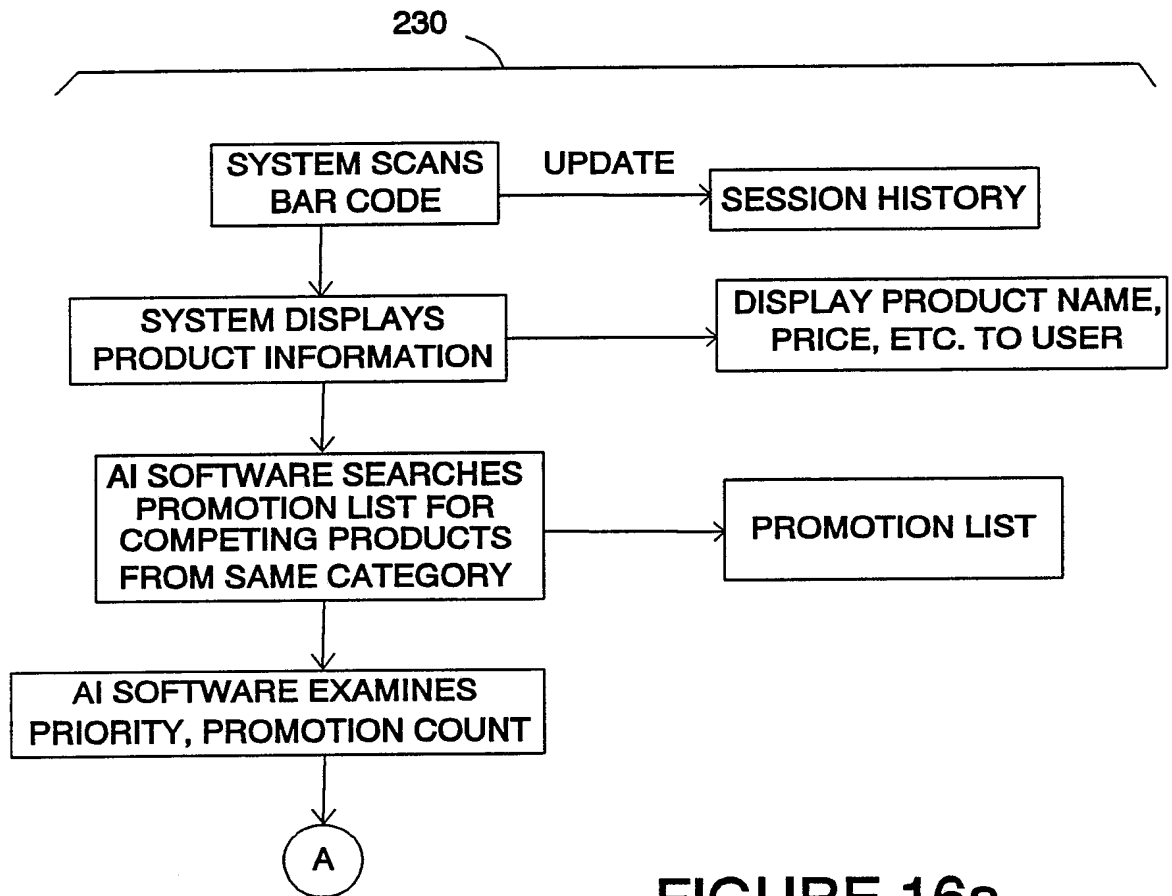 230
SYSTEM SCANS
BAR CODE
UPDATE
SESSION HISTORY
SYSTEM DISPLAYS
PRODUCT INFORMATION
DISPLAY PRODUCT NAME,
PRICE, ETC. TO USER
AI SOFTWARE SEARCHES
PROMOTION LIST FOR
COMPETING PRODUCTS
FROM SAME CATEGORY
PROMOTION LIST
AI SOFTWARE EXAMINES
PRIORITY, PROMOTION COUNT
A
FIGURE 16a